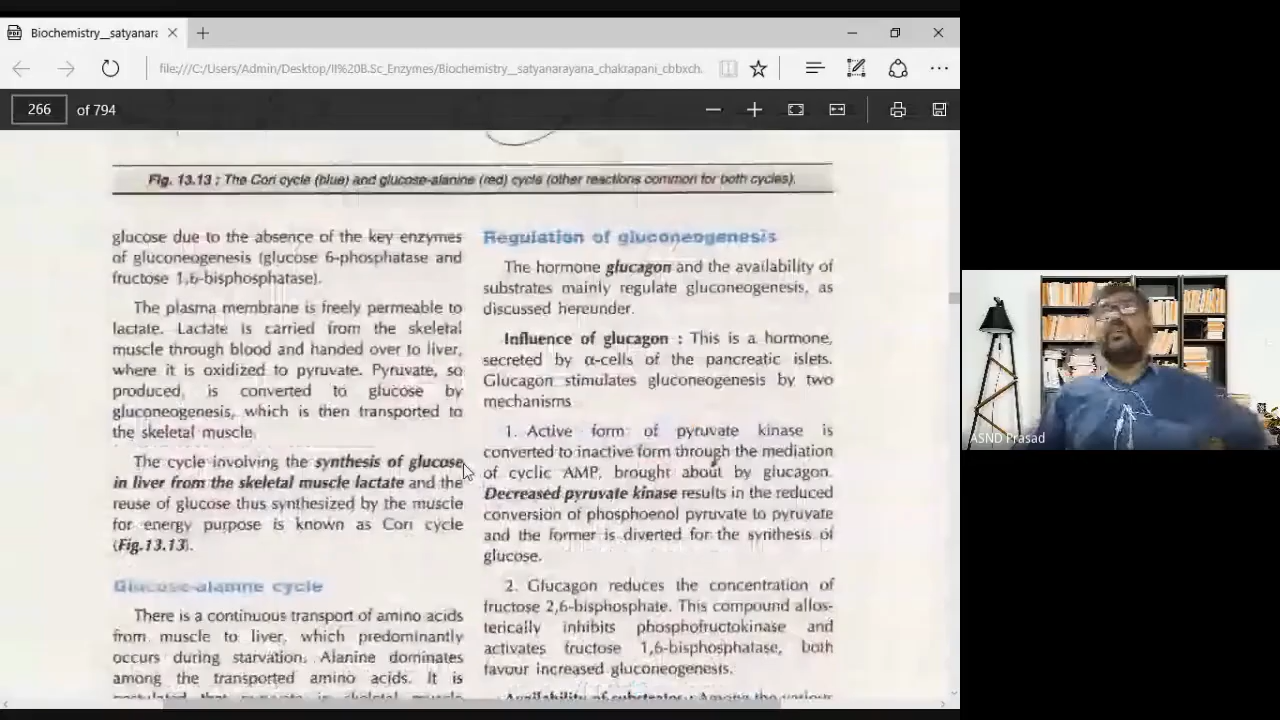 Biochemistry__satyanara
file:///C:/Users/Admin/Desktop/II%20B.Sc_Enzymes/Biochemistry__satyanarayana_chakrapani_cbbxch.
266 of 794
Fig. 13.13 : The Cori cycle (blue) and glucose-alanine (red) cycle (other reactions common for both cycles).
glucose due to the absence of the key enzymes
of gluconeogenesis (glucose 6-phosphatase and
fructose 1,6-bisphosphatase).
The plasma membrane is freely permeable to
lactate. Lactate is carried from the skeletal
muscle through blood and handed over to liver,
where it is oxidized to pyruvate. Pyruvate, so
produced, is converted to glucose by
gluconeogenesis, which is then transported to
the skeletal muscle.
The cycle involving the synthesis of glucose
in liver from the skeletal muscle lactate and the
reuse of glucose thus synthesized by the muscle
for energy purpose is known as Cori cycle
(Fig.13.13).
Glucose-alanine cycle
There is a continuous transport of amino acids
from muscle to liver, which predominantly
occurs during starvation. Alanine dominates
among the transported amino acids. It is
postulated that pyruvate in skeletal muscle
Regulation of gluconeogenesis
The hormone glucagon and the availability of
substrates mainly regulate gluconeogenesis, as
discussed hereunder.
Influence of glucagon : This is a hormone,
secreted by α-cells of the pancreatic islets.
Glucagon stimulates gluconeogenesis by two
mechanisms
1. Active form of pyruvate kinase is
converted to inactive form through the mediation
of cyclic AMP, brought about by glucagon.
Decreased pyruvate kinase results in the reduced
conversion of phosphoenol pyruvate to pyruvate
and the former is diverted for the synthesis of
glucose.
2. Glucagon reduces the concentration of
fructose 2,6-bisphosphate. This compound allos-
terically inhibits phosphofructokinase and
activates fructose 1,6-bisphosphatase, both
favour increased gluconeogenesis.
Availability of substrates : Among the various
ASND Prasad